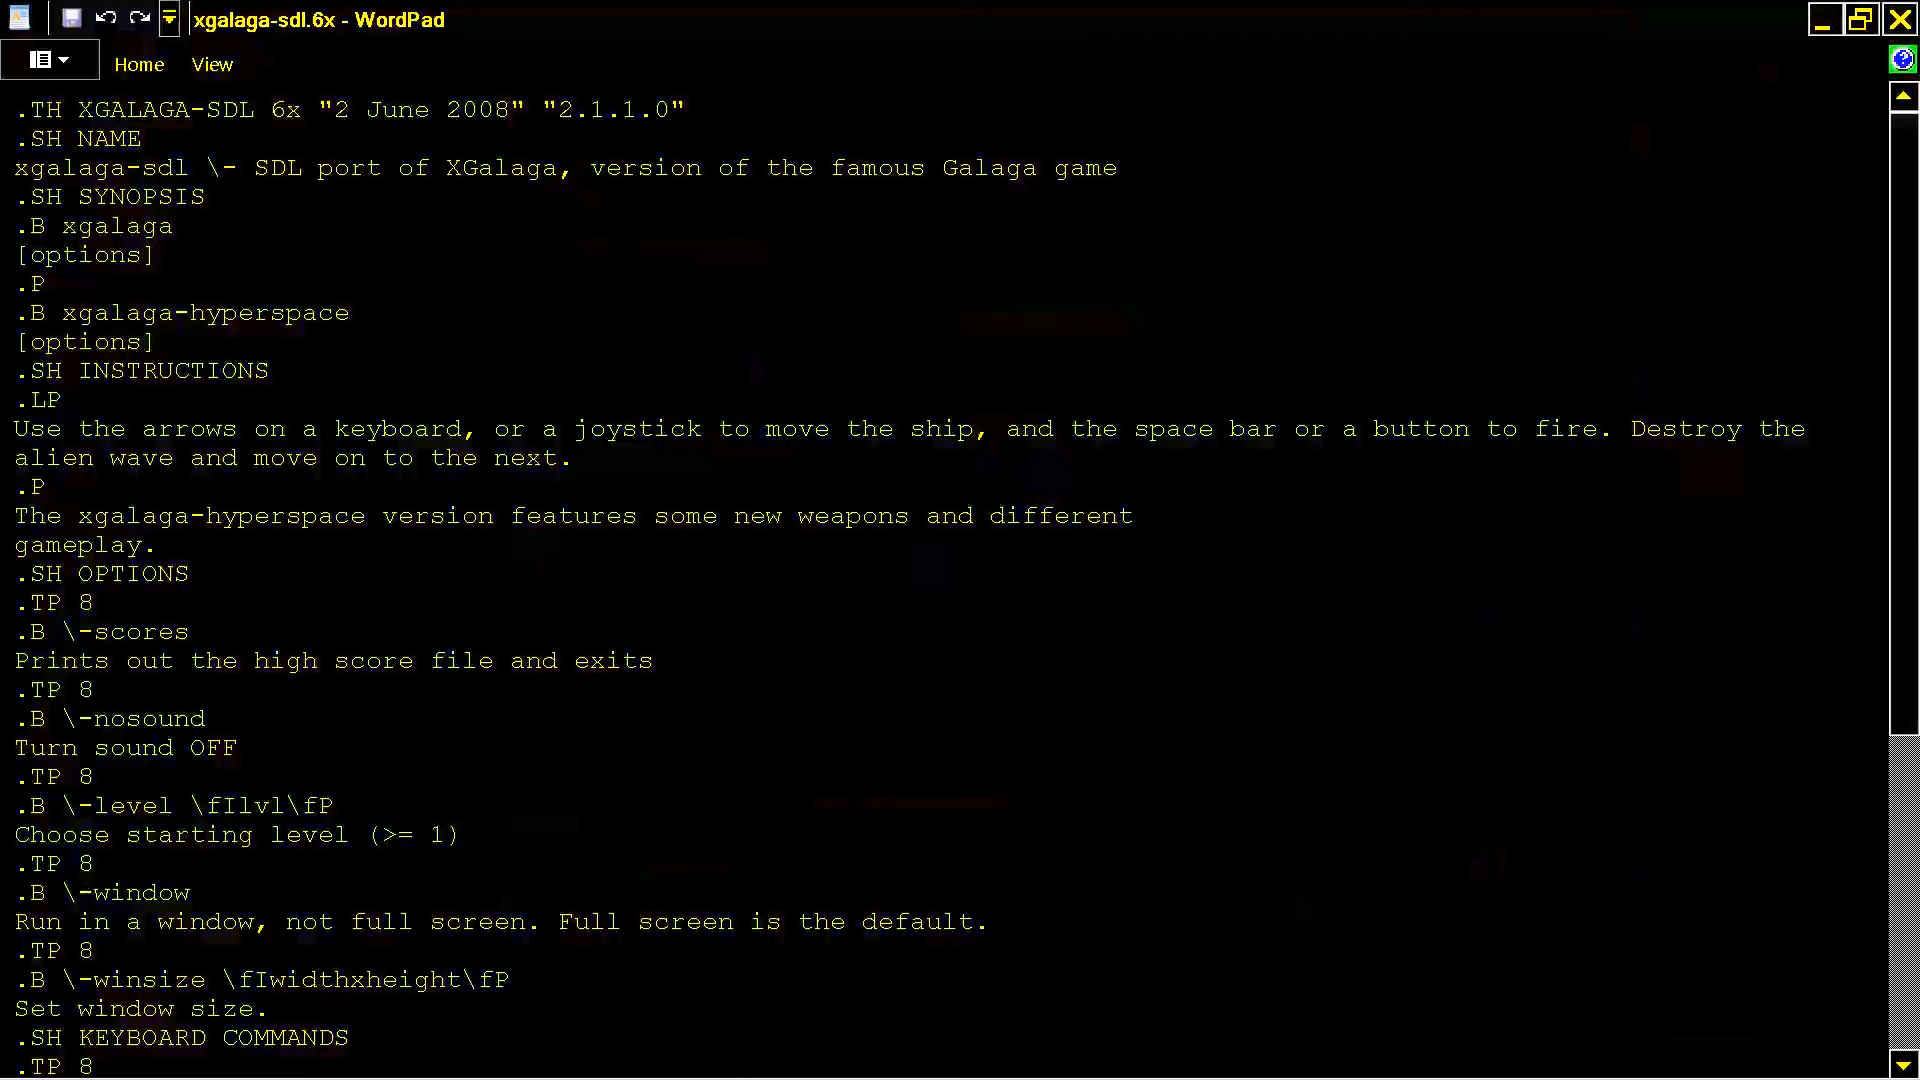 xgalaga-sdl.6x - WordPad
Home View
.TH XGALAGA-SDL 6x "2 June 2008" "2.1.1.0"
.SH NAME
xgalaga-sdl \- SDL port of XGalaga, version of the famous Galaga game
.SH SYNOPSIS
.B xgalaga
[options]
.P
.B xgalaga-hyperspace
[options]
.SH INSTRUCTIONS
.LP
Use the arrows on a keyboard, or a joystick to move the ship, and the space bar or a button to fire. Destroy the
alien wave and move on to the next.
.P
The xgalaga-hyperspace version features some new weapons and different
gameplay.
.SH OPTIONS
.TP 8
.B \-scores
Prints out the high score file and exits
.TP 8
.B \-nosound
Turn sound OFF
.TP 8
.B \-level \fIlvl\fP
Choose starting level (>= 1)
.TP 8
.B \-window
Run in a window, not full screen. Full screen is the default.
.TP 8
.B \-winsize \fIwidthxheight\fP
Set window size.
.SH KEYBOARD COMMANDS
.TP 8